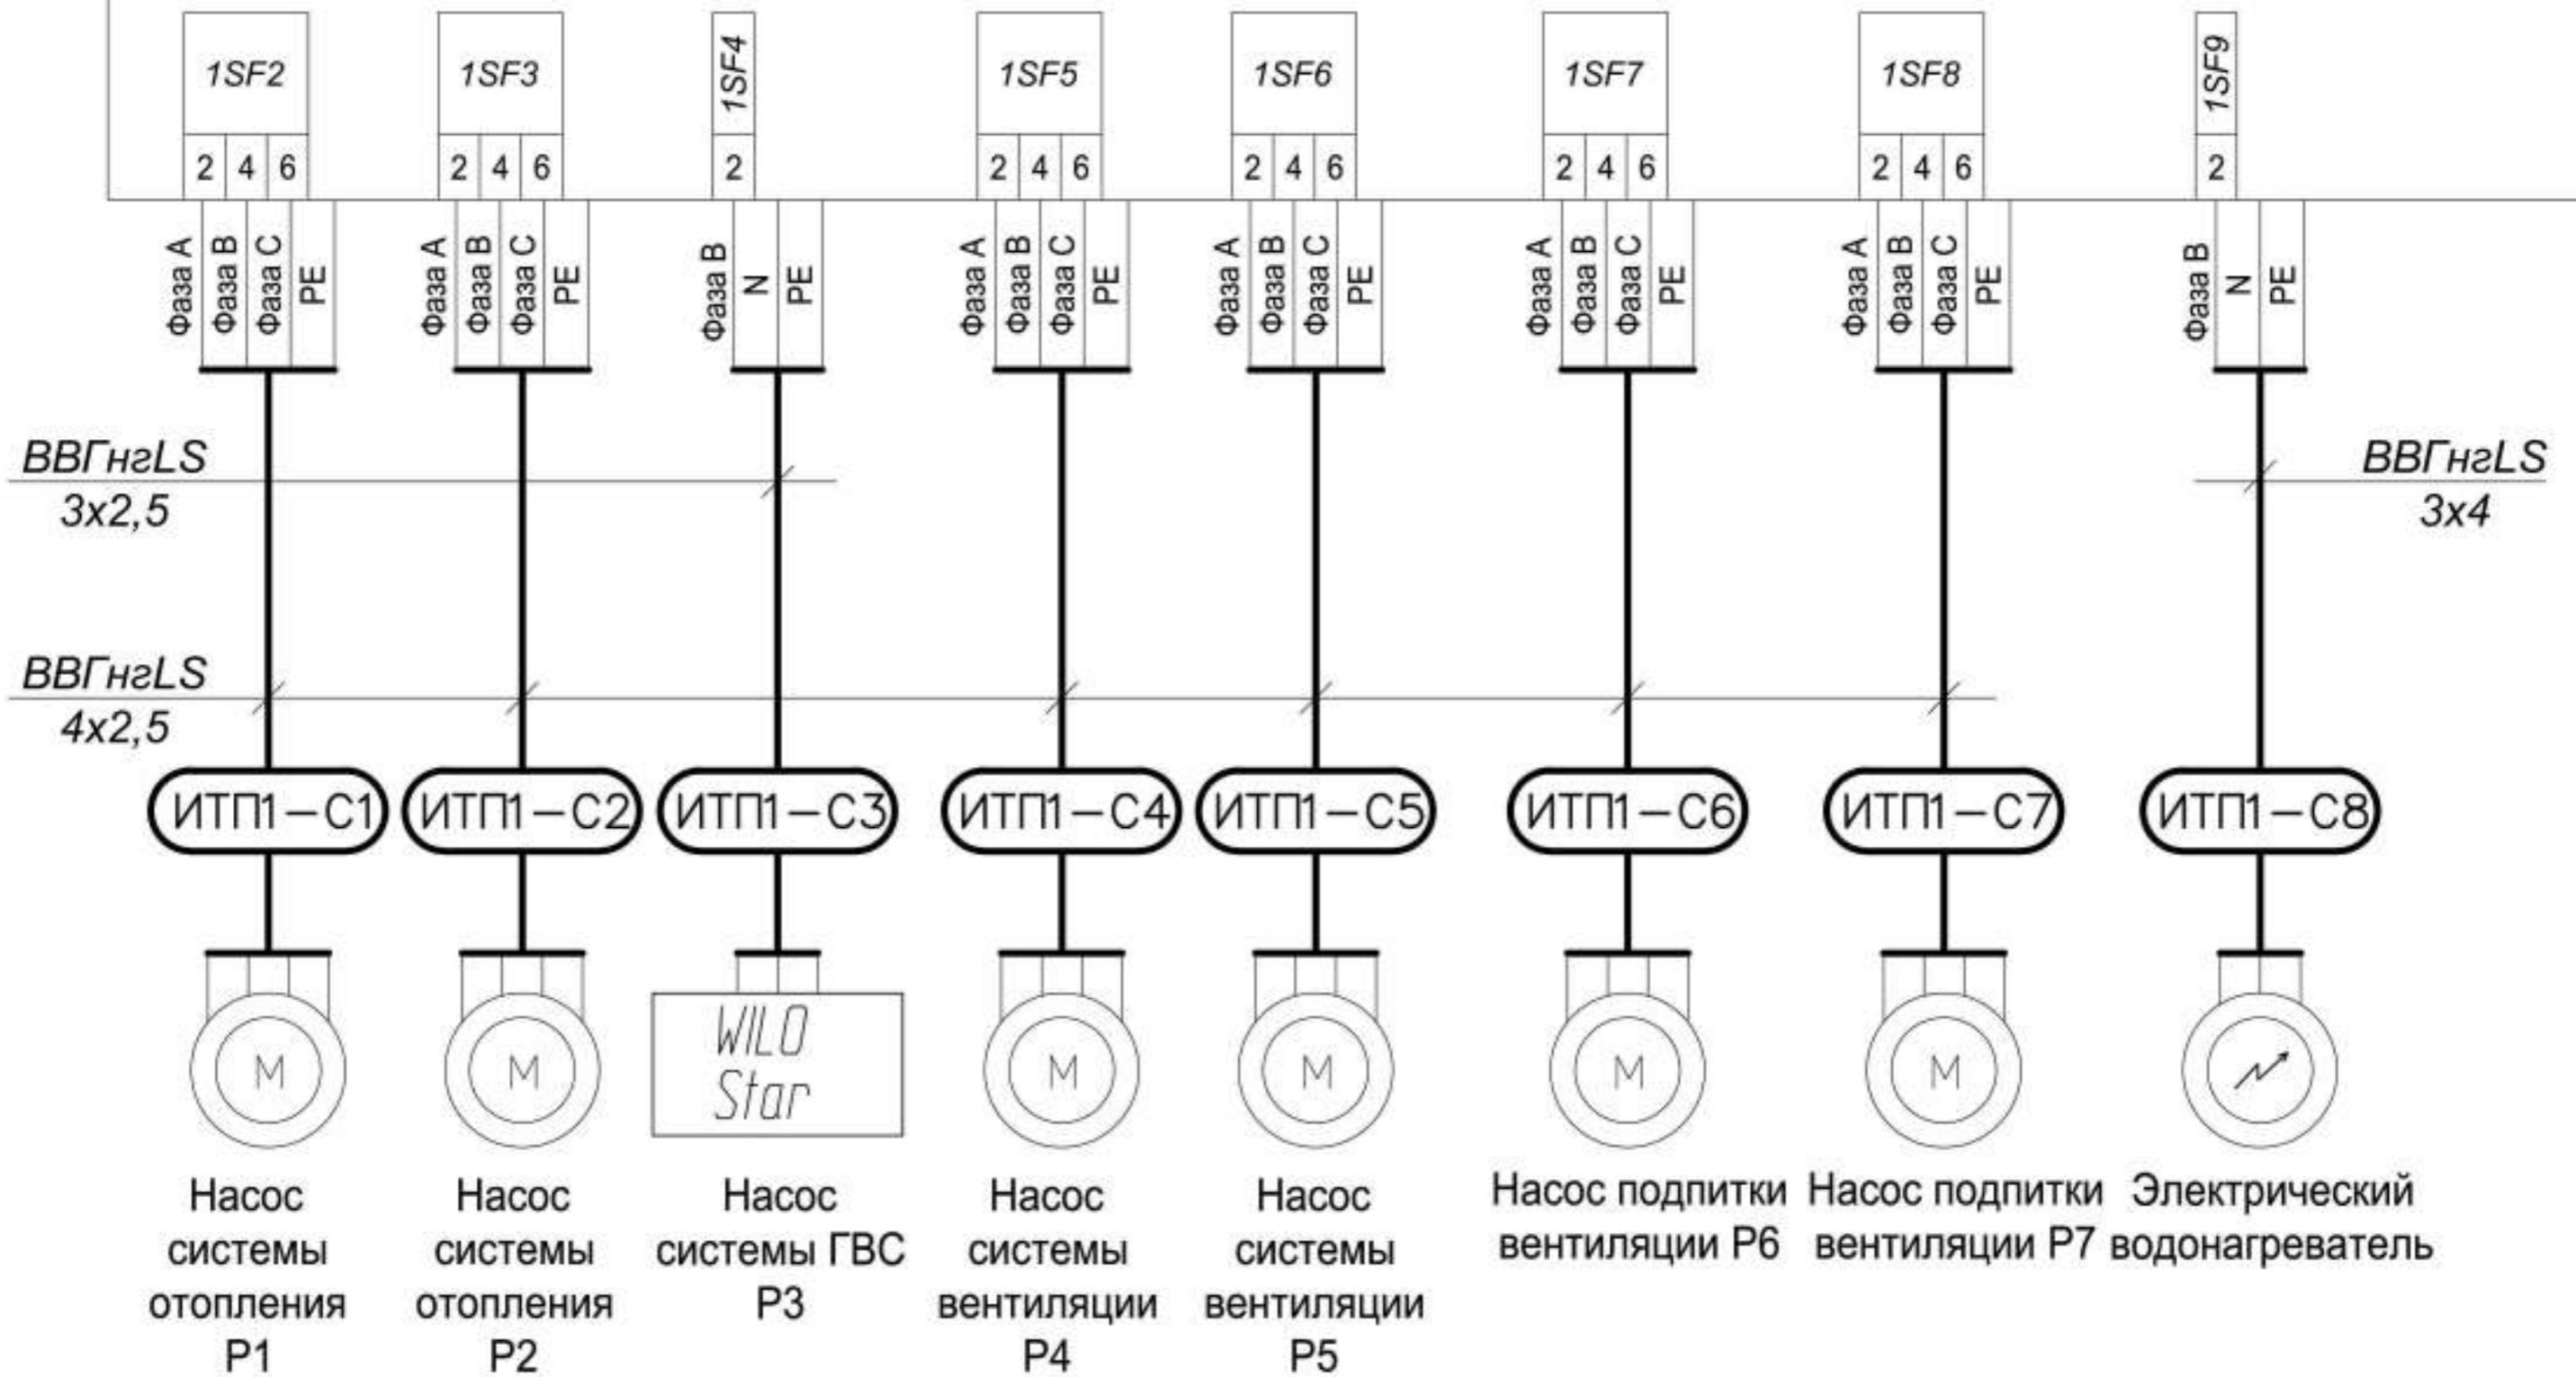 1SF2 1SF3 1SF4 1SF5 1SF6 1SF7 1SF8 1SF9
2 4 6 2 4 6 2 2 4 6 2 4 6 2 4 6 2 4 6 2
Фаза А Фаза В Фаза С PE Фаза А Фаза В Фаза С PE Фаза В N PE Фаза А Фаза В Фаза С PE Фаза А Фаза В Фаза С PE Фаза А Фаза В Фаза С PE Фаза А Фаза В Фаза С PE Фаза В N PE
ВВГнгLS
3х2,5
ВВГнгLS
3х4
ВВГнгLS
4х2,5
ИТП1-С1 ИТП1-С2 ИТП1-С3 ИТП1-С4 ИТП1-С5 ИТП1-С6 ИТП1-С7 ИТП1-С8
M M WILO
Star M M M M
Насос
системы
отопления
Р1
Насос
системы
отопления
Р2
Насос
системы ГВС
Р3
Насос
системы
вентиляции
Р4
Насос
системы
вентиляции
Р5
Насос подпитки
вентиляции Р6
Насос подпитки
вентиляции Р7
Электрический
водонагреватель